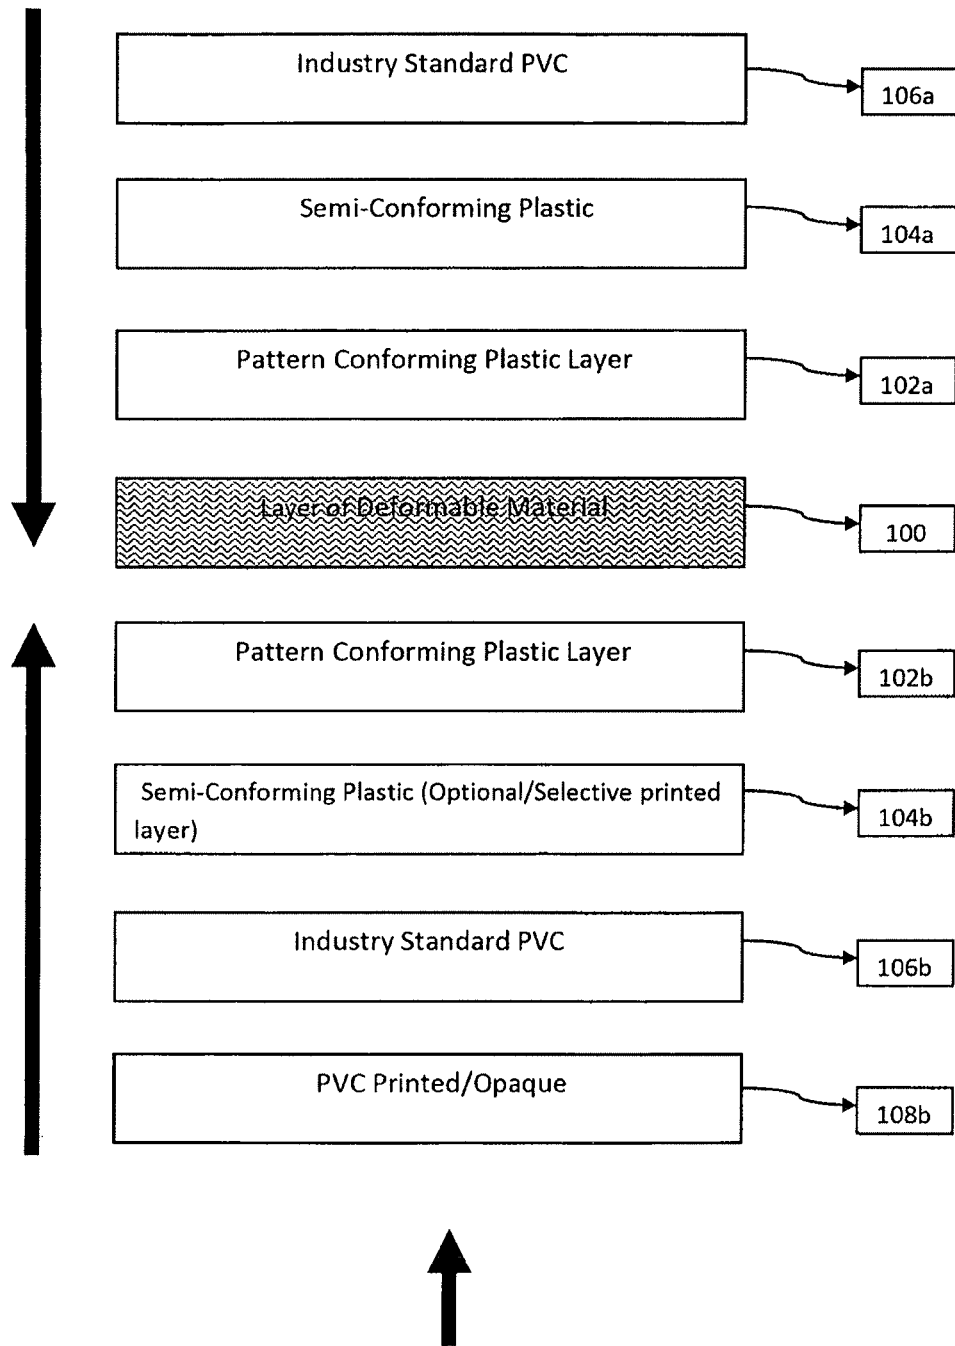 Industry Standard PVC
106a
Semi-Conforming Plastic
104a
Pattern Conforming Plastic Layer
102a
Layer of Deformable Material
100
Pattern Conforming Plastic Layer
102b
Semi-Conforming Plastic (Optional/Selective printed
layer)
104b
Industry Standard PVC
106b
PVC Printed/Opaque
108b